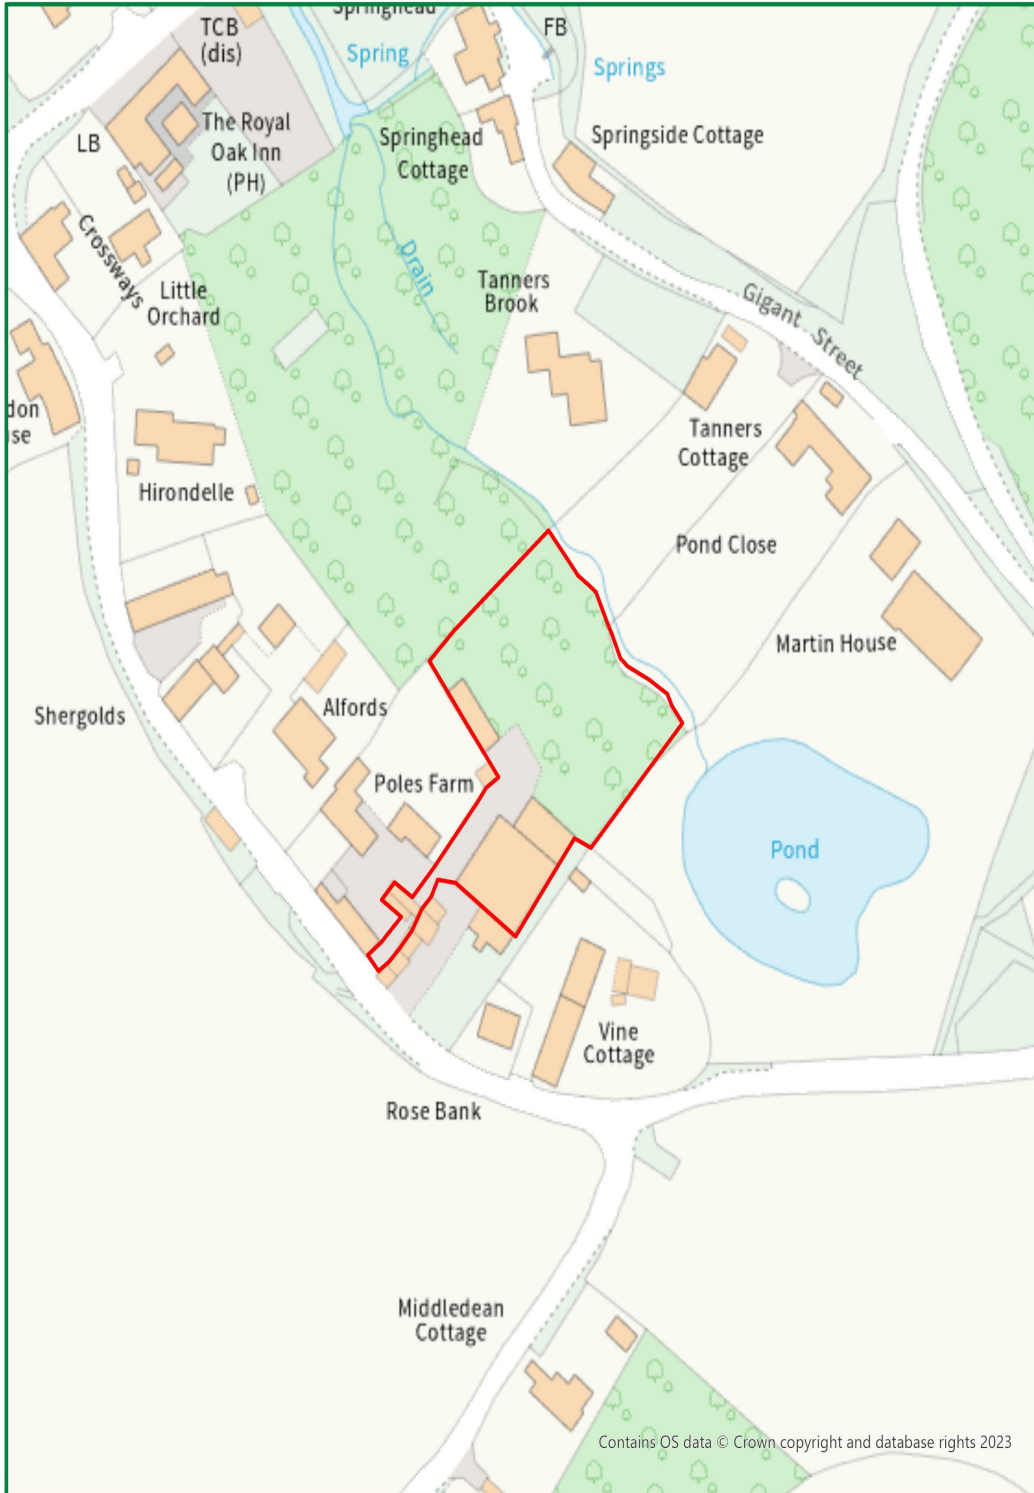 Springhead
TCB
(dis)
FB
Spring
Springs
The Royal
Oak Inn
(PH)
LB
Springhead
Cottage
Springside Cottage
Crossways
Drain
Little
Orchard
Tanners
Brook
Gigant Street
don
se
Tanners
Cottage
Hirondelle
Pond Close
Martin House
Shergolds
Alfords
Poles Farm
Pond
Vine
Cottage
Rose Bank
Middledean
Cottage
Contains OS data © Crown copyright and database rights 2023